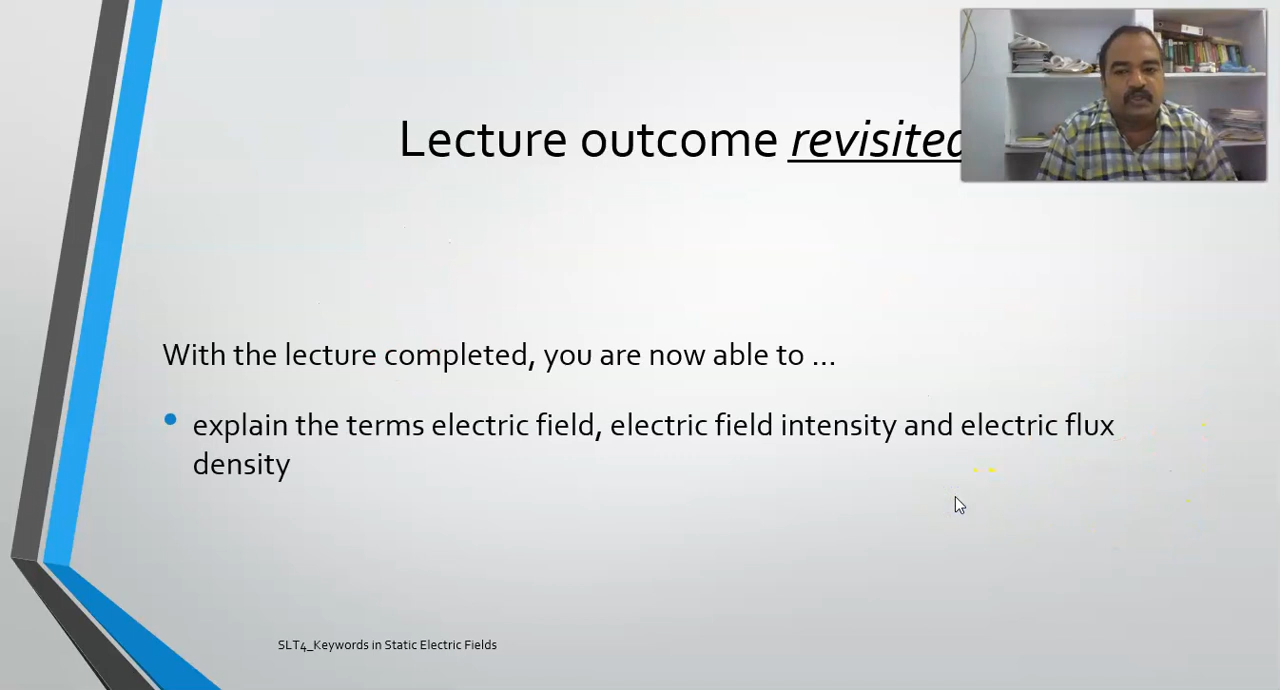 Lecture outcome revisited
With the lecture completed, you are now able to ...
explain the terms electric field, electric field intensity and electric flux
density
SLT4_Keywords in Static Electric Fields